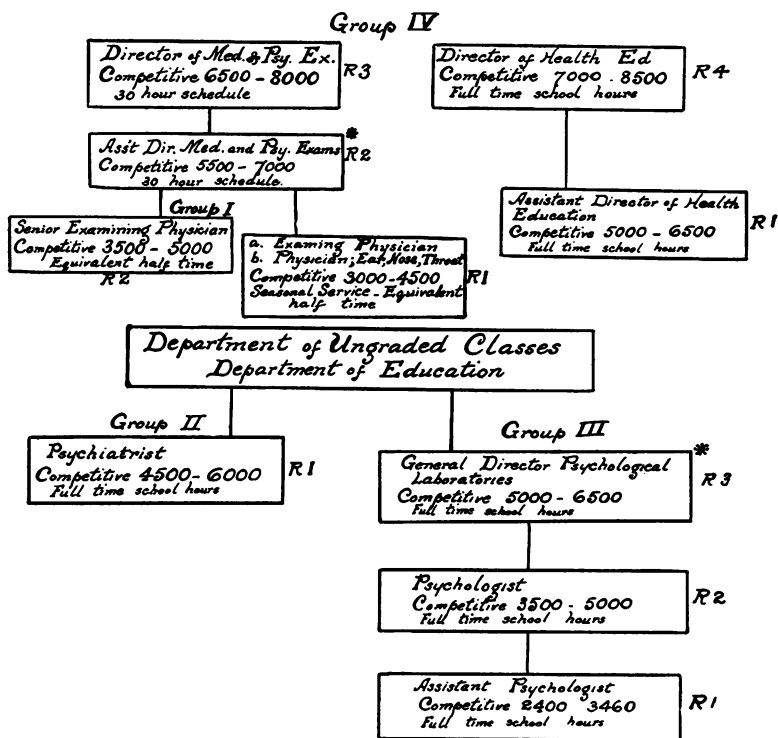 Group IV
Director of Med. & Psy. Ex.
Competitive 6500 - 8000
30 hour schedule
R3
Director of Health Ed
Competitive 7000 . 8500
Full time school hours
R4
Ass't Dir. Med. and Psy. Exams
Competitive 5500 - 7000
30 hour schedule.
*
R2
Assistant Director of Health
Education
Competitive 5000 - 6500
Full time school hours
R1
Group I
Senior Examining Physician
Competitive 3500 - 5000
Equivalent half time
R2
a. Examing Physician
b. Physician; Ear, Nose, Throat
Competitive 3000-4500
Seasonal Service - Equivalent
half time
R1
Department of Ungraded Classes
Department of Education
Group II
Psychiatrist
Competitive 4500 - 6000
Full time school hours
R1
Group III
General Director Psychological
Laboratories
Competitive 5000 - 6500
Full time school hours
*
R3
Psychologist
Competitive 3500 - 5000
Full time school hours
R2
Assistant Psychologist
Competitive 2400 3460
Full time school hours
R1